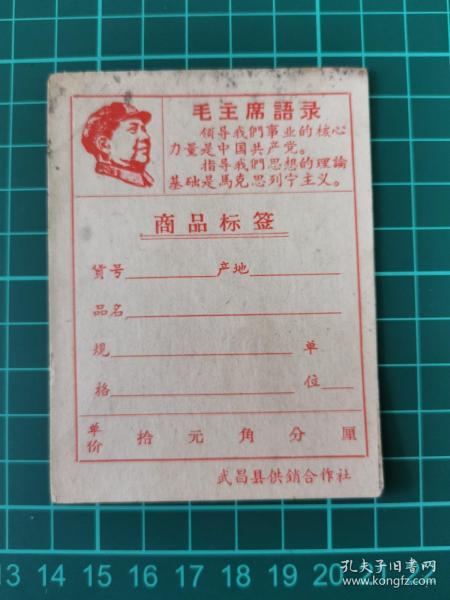 毛主席語录
領导我們事业的核心
力量是中国共产党。
指导我們思想的理論
基础是馬克思列宁主义。
商品标签
貨号 产地
品名
規 单
格 位
单价 拾 元 角 分 厘
武昌县供銷合作社
13 14 15 16 17 18 19 20 21 22
孔夫子旧书网
www.kongfz.com